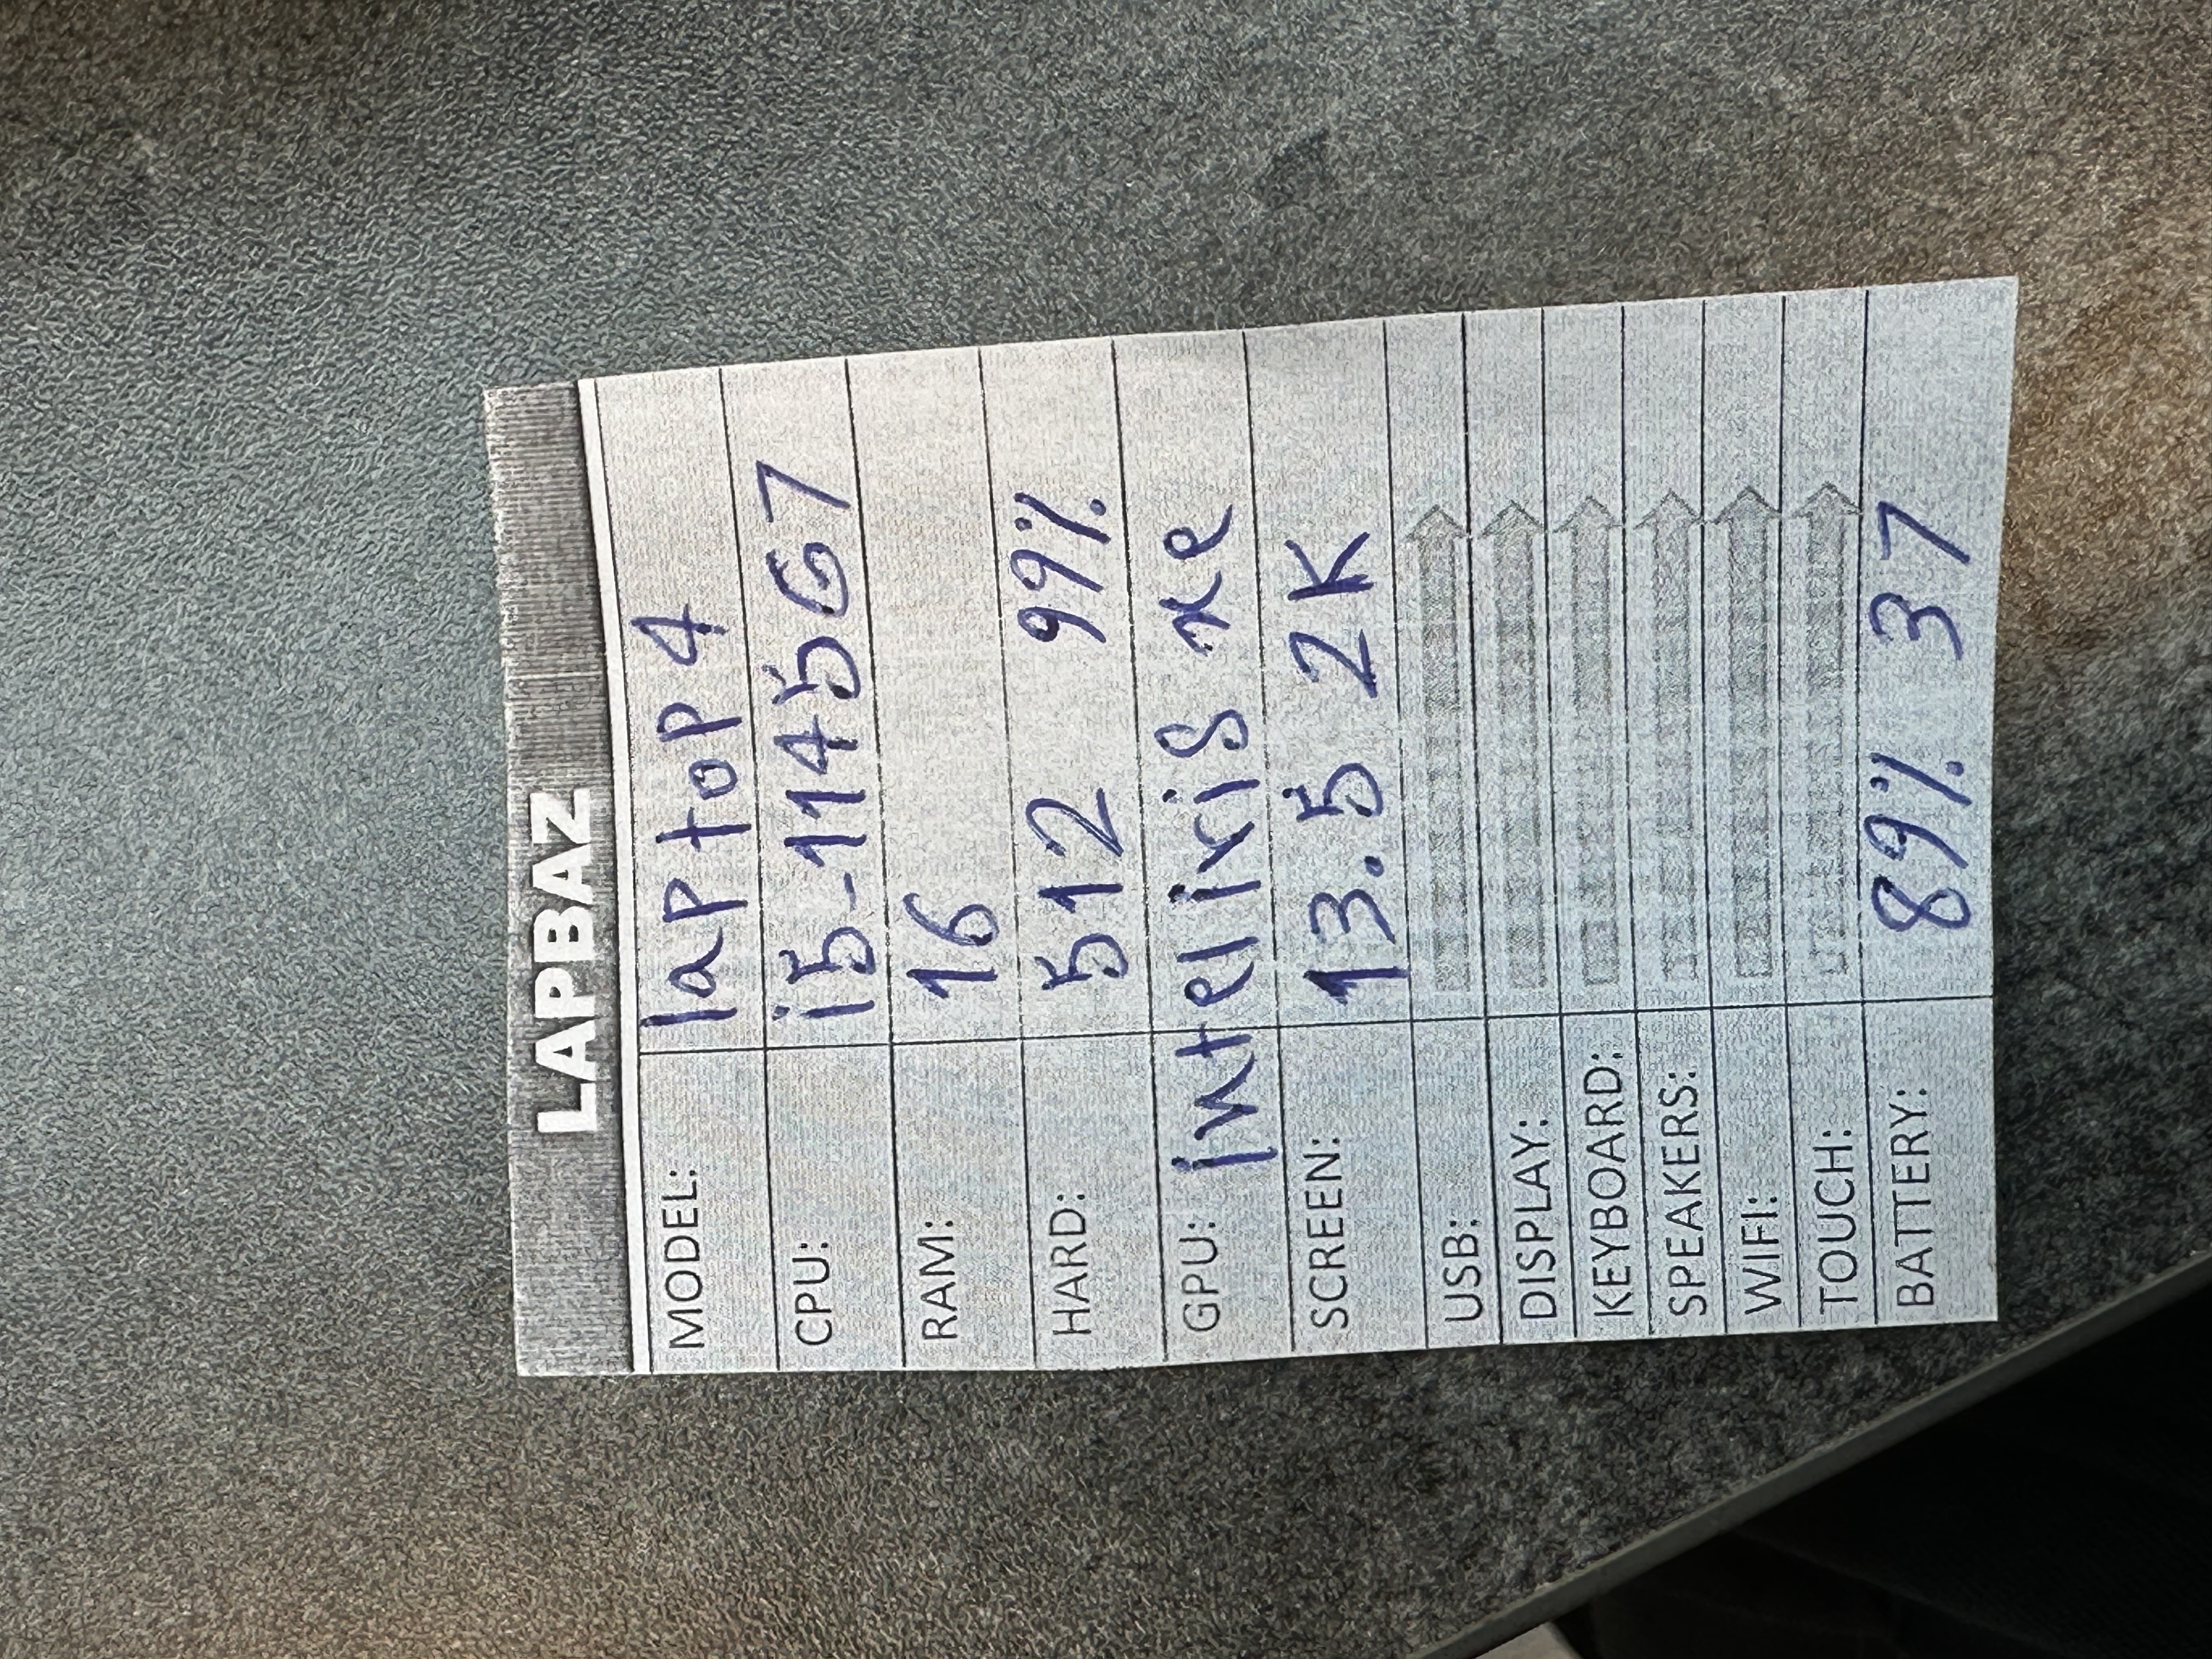 LAPBAZ
MODEL: laptop 4
CPU: i5-1145G7
RAM: 16
HARD: 512 99%
GPU: intel iris xe
SCREEN: 13.5 2K
USB:
DISPLAY:
KEYBOARD:
SPEAKERS:
WIFI:
TOUCH:
BATTERY: 89% 37